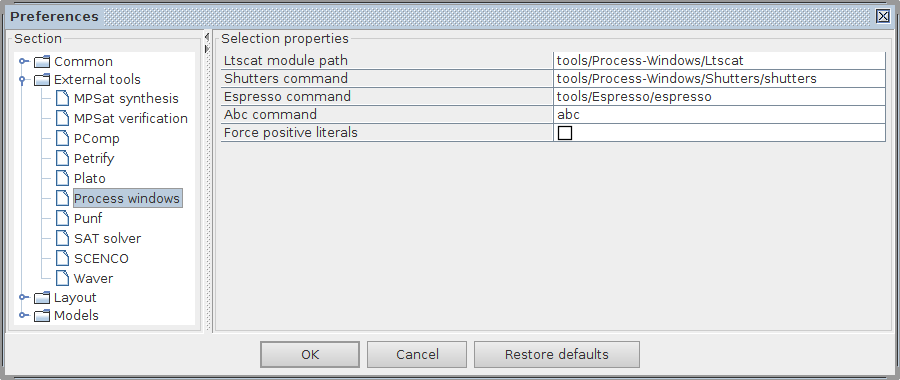 Preferences
Section
Common
External tools
MPSat synthesis
MPSat verification
PComp
Petrify
Plato
Process windows
Punf
SAT solver
SCENCO
Waver
Layout
Models
Selection properties
Ltscat module path tools/Process-Windows/Ltscat
Shutters command tools/Process-Windows/Shutters/shutters
Espresso command tools/Espresso/espresso
Abc command abc
Force positive literals
OK Cancel Restore defaults